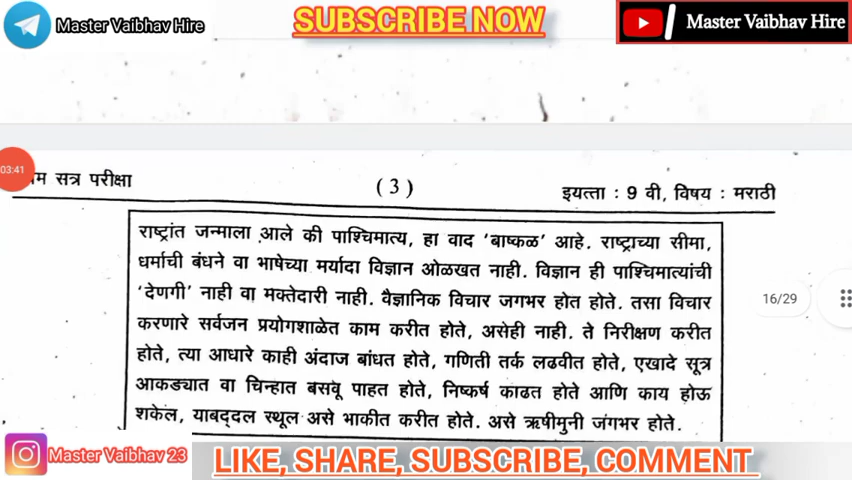 SUBSCRIBE NOW
Master Vaibhav Hire
Master Vaibhav Hire
03:41
म सत्र परीक्षा
(3)
इयत्ता : 9 वी, विषय : मराठी
राष्ट्रांत जन्माला आले की पाश्चिमात्य, हा वाद 'बाष्कळ' आहे. राष्ट्राच्या सीमा,
धर्माची बंधने वा भाषेच्या मर्यादा विज्ञान ओळखत नाही. विज्ञान ही पाश्चिमात्यांची
'देणगी' नाही वा मक्तेदारी नाही. वैज्ञानिक विचार जगभर होत होते. तसा विचार
करणारे सर्वजन प्रयोगशाळेत काम करीत होते, असेही नाही. ते निरीक्षण करीत
होते, त्या आधारे काही अंदाज बांधत होते, गणिती तर्क लढवीत होते, एखादे सूत्र
आकड्यात वा चिन्हात बसवू पाहत होते, निष्कर्ष काढत होते आणि काय होऊ
शकेल, याबद्दल स्थूल असे भाकीत करीत होते. असे ऋषीमुनी जंगभर होते.
16/29
Master Vaibhav 23
LIKE, SHARE, SUBSCRIBE, COMMENT